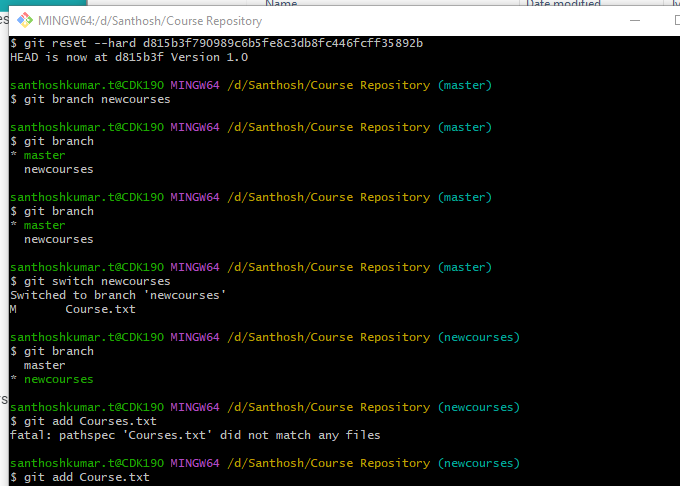 Name
Date modified
MINGW64:/d/Santhosh/Course Repository
$ git reset --hard d815b3f790989c6b5fe8c3db8fc446fcff35892b
HEAD is now at d815b3f Version 1.0
santhoshkumar.t@CDK190 MINGW64 /d/Santhosh/Course Repository (master)
$ git branch newcourses
santhoshkumar.t@CDK190 MINGW64 /d/Santhosh/Course Repository (master)
$ git branch
* master
newcourses
santhoshkumar.t@CDK190 MINGW64 /d/Santhosh/Course Repository (master)
$ git branch
* master
newcourses
santhoshkumar.t@CDK190 MINGW64 /d/Santhosh/Course Repository (master)
$ git switch newcourses
Switched to branch 'newcourses'
M Course.txt
santhoshkumar.t@CDK190 MINGW64 /d/Santhosh/Course Repository (newcourses)
$ git branch
master
* newcourses
santhoshkumar.t@CDK190 MINGW64 /d/Santhosh/Course Repository (newcourses)
$ git add Courses.txt
fatal: pathspec 'Courses.txt' did not match any files
santhoshkumar.t@CDK190 MINGW64 /d/Santhosh/Course Repository (newcourses)
$ git add Course.txt